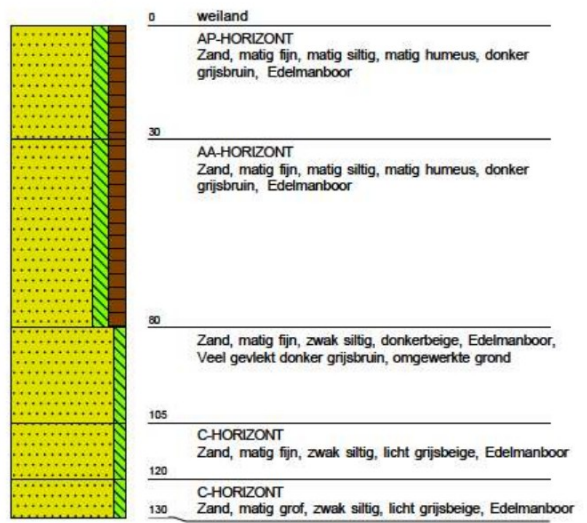 0 weiland
AP-HORIZONT
Zand, matig fijn, matig siltig, matig humeus, donker
grijsbruin, Edelmanboor
30
AA-HORIZONT
Zand, matig fijn, matig siltig, matig humeus, donker
grijsbruin, Edelmanboor
80
Zand, matig fijn, zwak siltig, donkerbeige, Edelmanboor,
Veel gevlekt donker grijsbruin, omgewerkte grond
105
C-HORIZONT
Zand, matig fijn, zwak siltig, licht grijsbeige, Edelmanboor
120
C-HORIZONT
130 Zand, matig grof, zwak siltig, licht grijsbeige, Edelmanboor